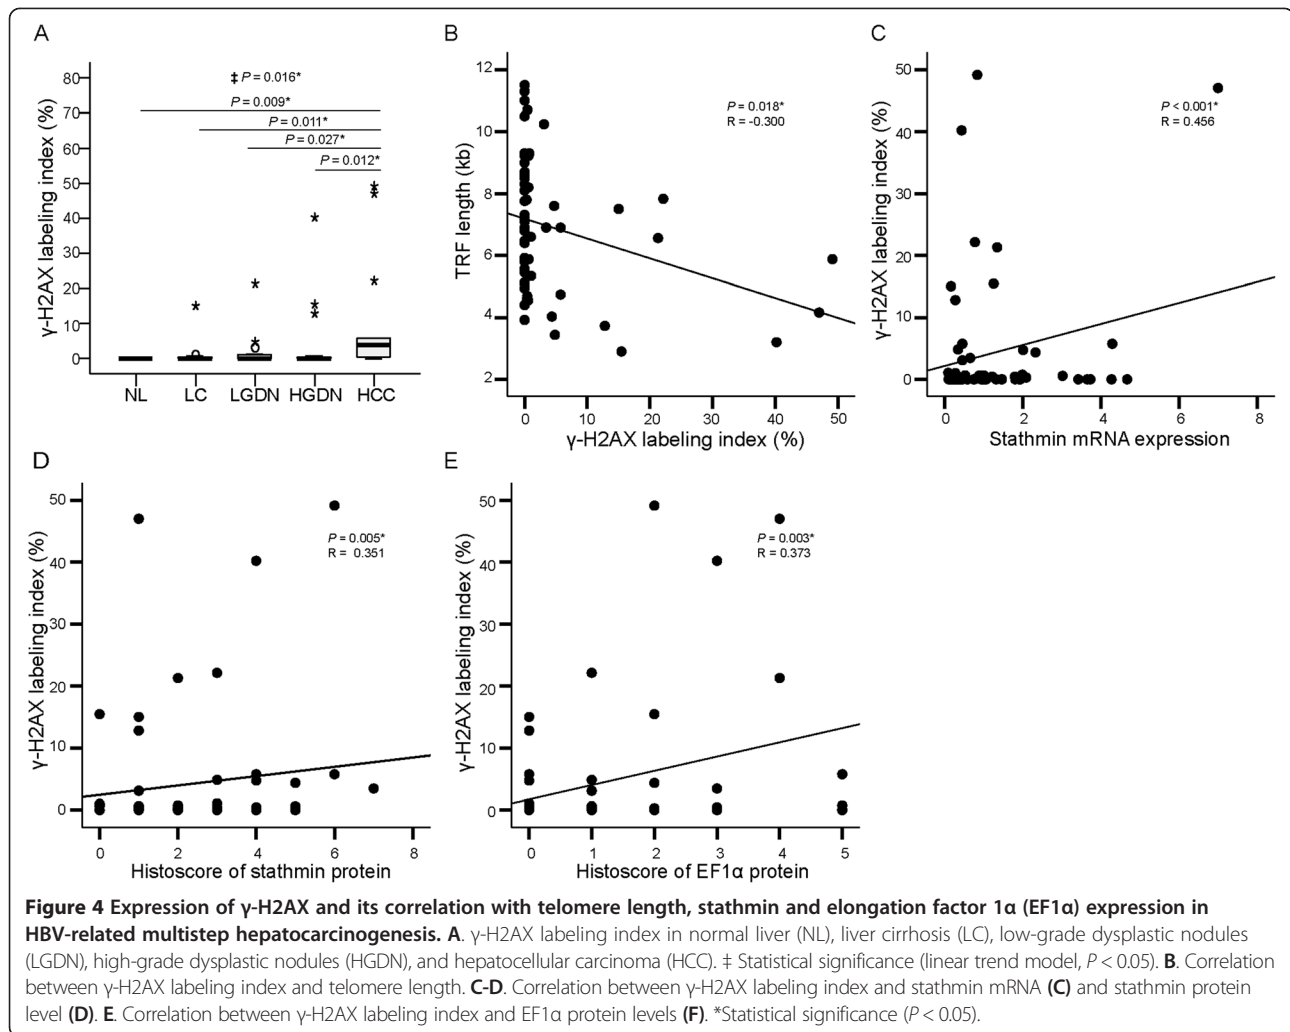 A
γ-H2AX labeling index (%)
80
70
60
50
40
30
20
10
0
‡ P = 0.016*
P = 0.009*
P = 0.011*
P = 0.027*
P = 0.012*
NL LC LGDN HGDN HCC
B
TRF length (kb)
12
10
8
6
4
2
P = 0.018*
R = -0.300
0 10 20 30 40 50
γ-H2AX labeling index (%)
C
γ-H2AX labeling index (%)
50
40
30
20
10
0
P < 0.001*
R = 0.456
0 2 4 6 8
Stathmin mRNA expression
D
γ-H2AX labeling index (%)
50
40
30
20
10
0
P = 0.005*
R = 0.351
0 2 4 6 8
Histoscore of stathmin protein
E
γ-H2AX labeling index (%)
50
40
30
20
10
0
P = 0.003*
R = 0.373
0 1 2 3 4 5
Histoscore of EF1α protein
Figure 4 Expression of γ-H2AX and its correlation with telomere length, stathmin and elongation factor 1α (EF1α) expression in
HBV-related multistep hepatocarcinogenesis. A. γ-H2AX labeling index in normal liver (NL), liver cirrhosis (LC), low-grade dysplastic nodules
(LGDN), high-grade dysplastic nodules (HGDN), and hepatocellular carcinoma (HCC). ‡ Statistical significance (linear trend model, P < 0.05). B. Correlation
between γ-H2AX labeling index and telomere length. C-D. Correlation between γ-H2AX labeling index and stathmin mRNA (C) and stathmin protein
level (D). E. Correlation between γ-H2AX labeling index and EF1α protein levels (F). *Statistical significance (P < 0.05).